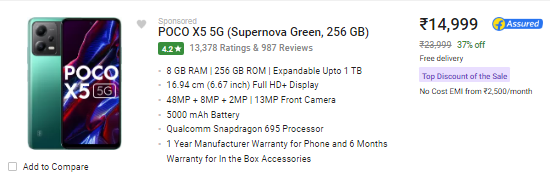 Sponsored
POCO X5 5G (Supernova Green, 256 GB)
4.2★ 13,378 Ratings & 987 Reviews
8 GB RAM | 256 GB ROM | Expandable Upto 1 TB
16.94 cm (6.67 inch) Full HD+ Display
48MP + 8MP + 2MP | 13MP Front Camera
5000 mAh Battery
Qualcomm Snapdragon 695 Processor
1 Year Manufacturer Warranty for Phone and 6 Months
Warranty for In the Box Accessories
₹14,999
Assured
₹23,999 37% off
Free delivery
Top Discount of the Sale
No Cost EMI from ₹2,500/month
POCO
X5 5G
Add to Compare